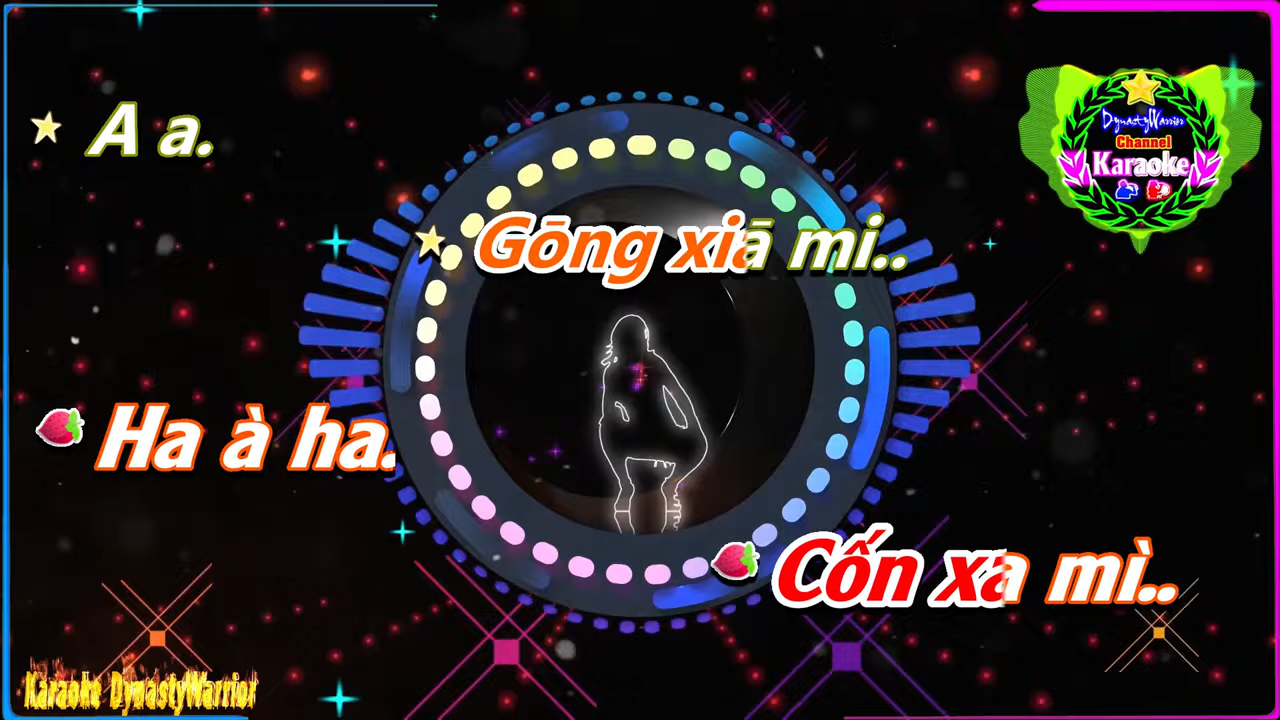 A a.
DynastyWarrior
Channel
Karaoke
Gōng xiā mi..
Ha à ha.
Cốn xa mì..
Karaoke DynastyWarrior